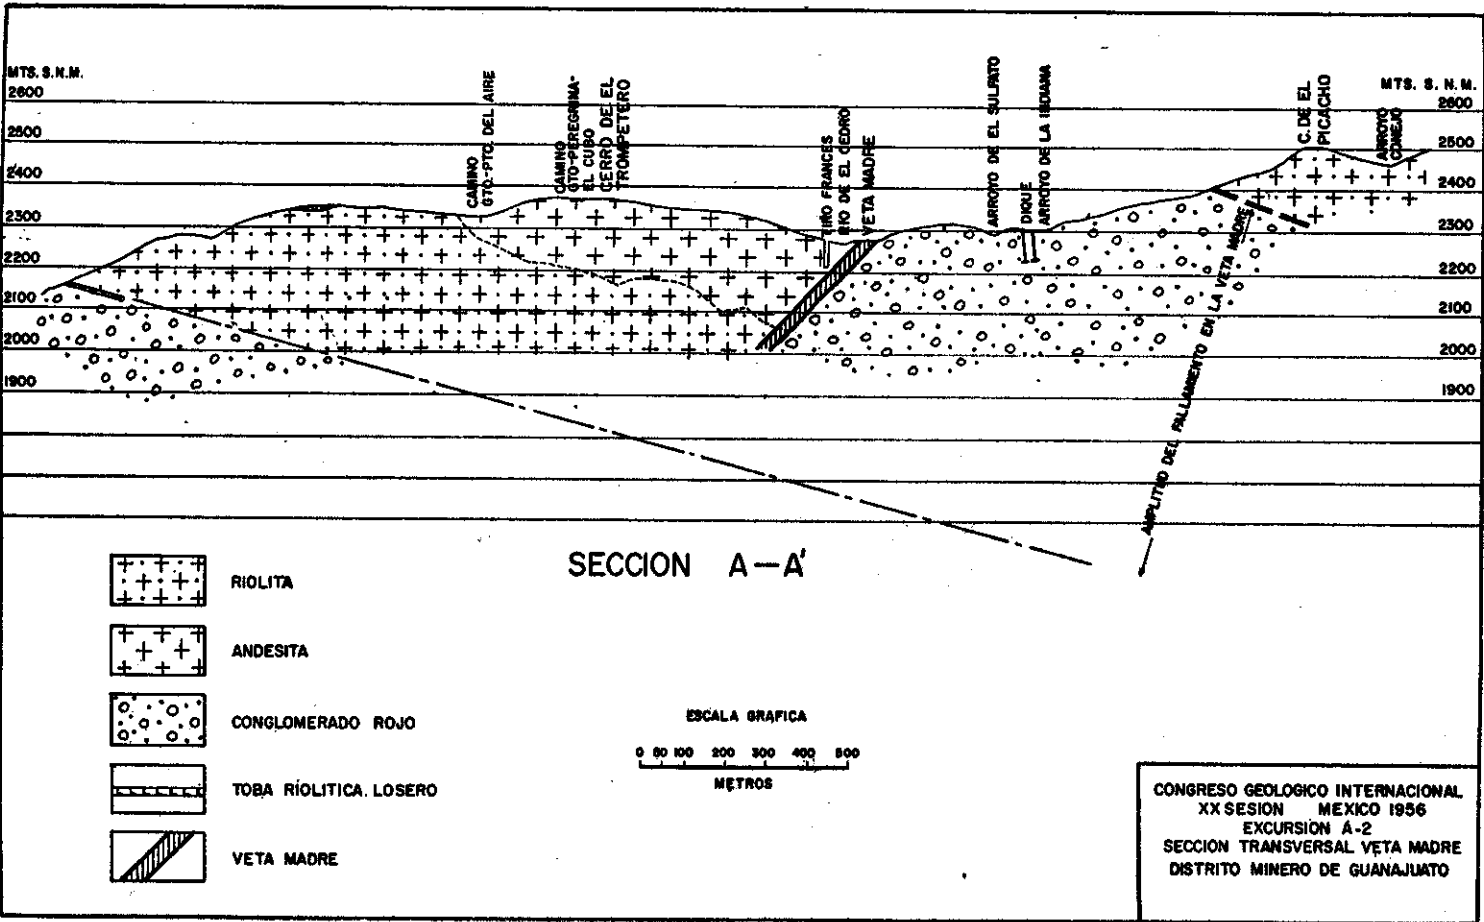 MTS. S.N.M.
2600
2500
2400
2300
2200
2100
2000
1900
CAMINO
GTO.-PTO. DEL AIRE
CAMINO
GTO-PEREGRINA-
EL CUBO
CERRO DE EL
TROMPETERO
TIRO FRANCES
RIO DE EL CEDRO
VETA MADRE
ARROYO DE EL SULFATO
DIQUE
ARROYO DE LA INDIANA
C. DE EL
PICACHO
ARROYO
CONEJO
MTS. S. N. M.
2600
2500
2400
2300
2200
2100
2000
1900
AMPLITUD DEL FALLAMIENTO EN LA VETA MADRE
SECCION A-A'
RIOLITA
ANDESITA
CONGLOMERADO ROJO
TOBA RIOLITICA. LOSERO
VETA MADRE
ESCALA GRAFICA
0 50 100 200 300 400 500
METROS
CONGRESO GEOLOGICO INTERNACIONAL
XX SESION MEXICO 1956
EXCURSION A-2
SECCION TRANSVERSAL VETA MADRE
DISTRITO MINERO DE GUANAJUATO